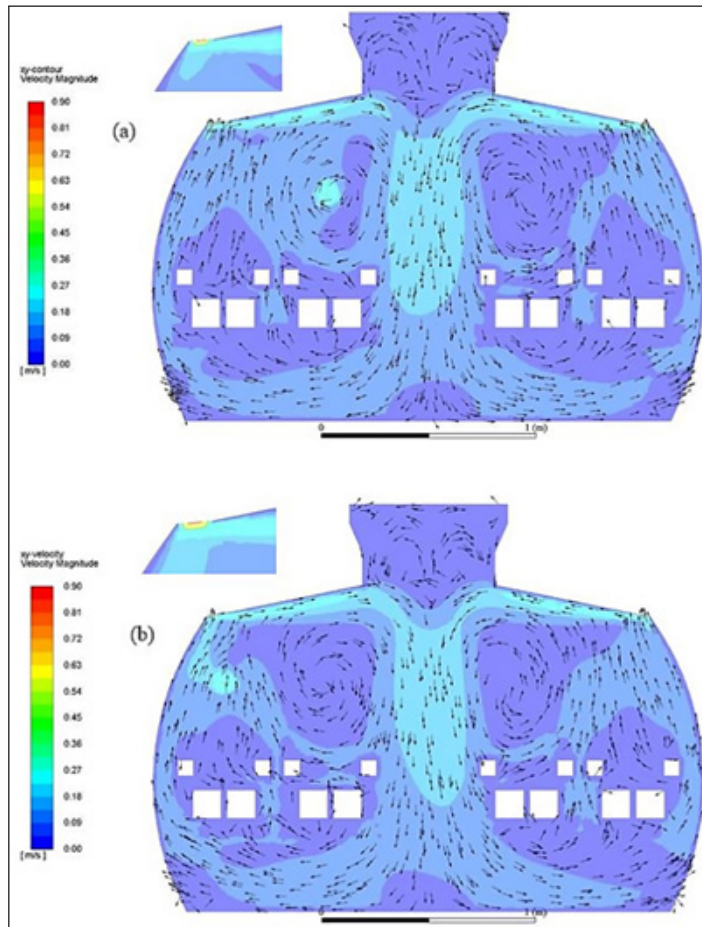 xy-contour
Velocity Magnitude
0.90
0.81
0.72
0.63
0.54
0.45
0.36
0.27
0.18
0.09
0.00
[ m/s ]
(a)
0 1 (m)
xy-velocity
Velocity Magnitude
0.90
0.81
0.72
0.63
0.54
0.45
0.36
0.27
0.18
0.09
0.00
[ m/s ]
(b)
0 1 (m)